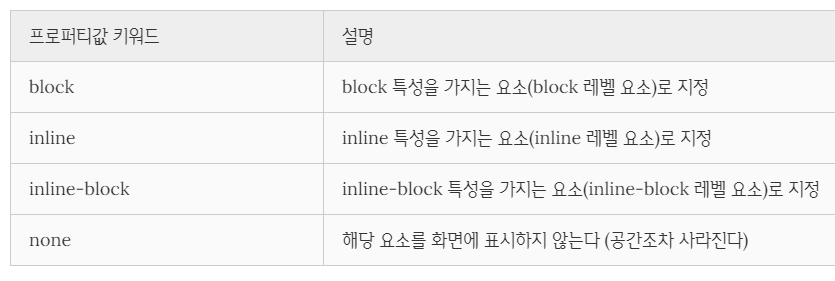 프로퍼티값 키워드 설명
block block 특성을 가지는 요소(block 레벨 요소)로 지정
inline inline 특성을 가지는 요소(inline 레벨 요소)로 지정
inline-block inline-block 특성을 가지는 요소(inline-block 레벨 요소)로 지정
none 해당 요소를 화면에 표시하지 않는다 (공간조차 사라진다)